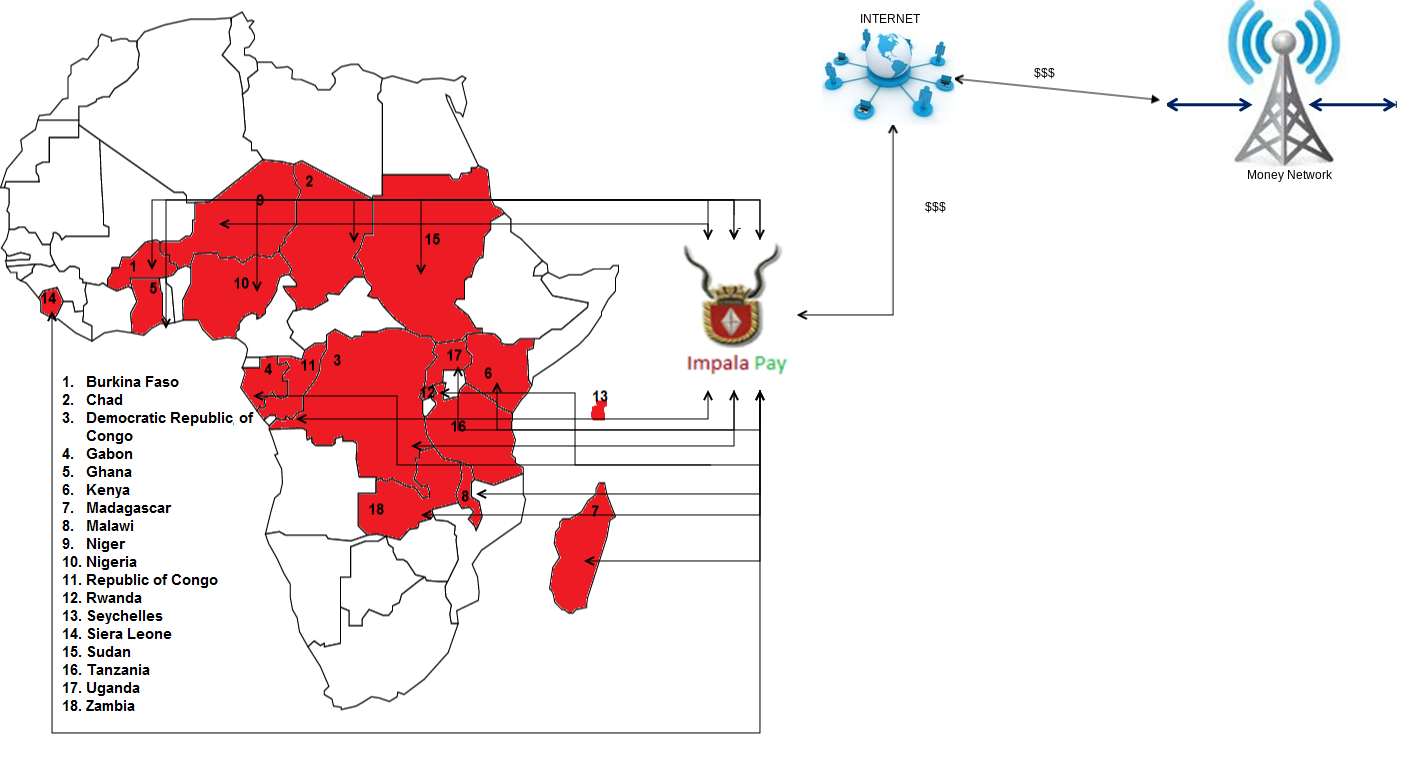 INTERNET
$$$
Money Network
$$$
2
9
15
1
10
5
14
Impala Pay
17
3
11
4
6
12
13
16
8
18
7
1. Burkina Faso
2. Chad
3. Democratic Republic of
Congo
4. Gabon
5. Ghana
6. Kenya
7. Madagascar
8. Malawi
9. Niger
10. Nigeria
11. Republic of Congo
12. Rwanda
13. Seychelles
14. Siera Leone
15. Sudan
16. Tanzania
17. Uganda
18. Zambia